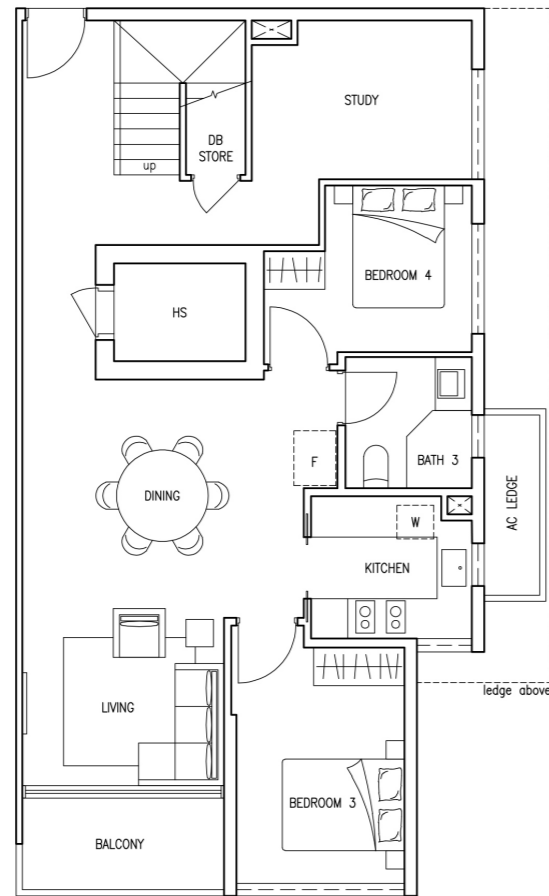 STUDY
DB
STORE
up
BEDROOM 4
HS
F
BATH 3
DINING
W
AC LEDGE
KITCHEN
ledge above
LIVING
BEDROOM 3
BALCONY